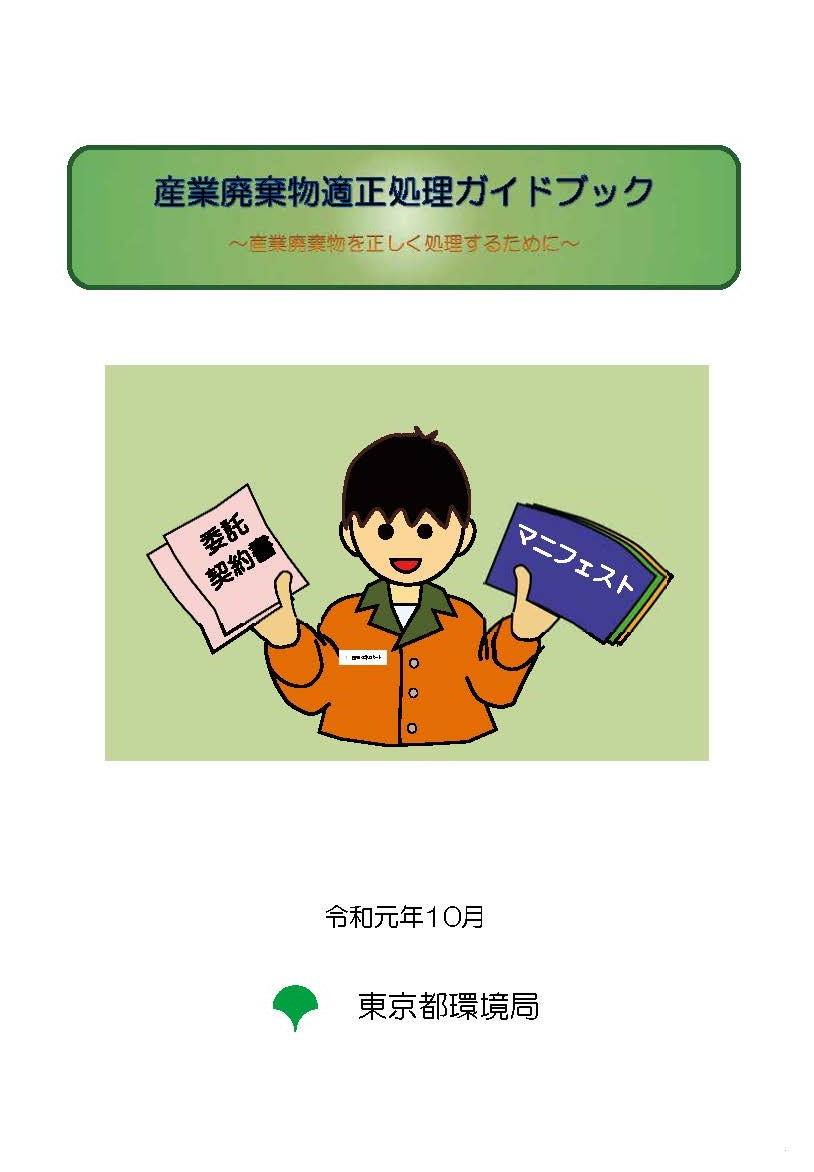 産業廃棄物適正処理ガイドブック
~産業廃棄物を正しく処理するために~
委託
契約書
マニフェスト
令和元年10月
東京都環境局